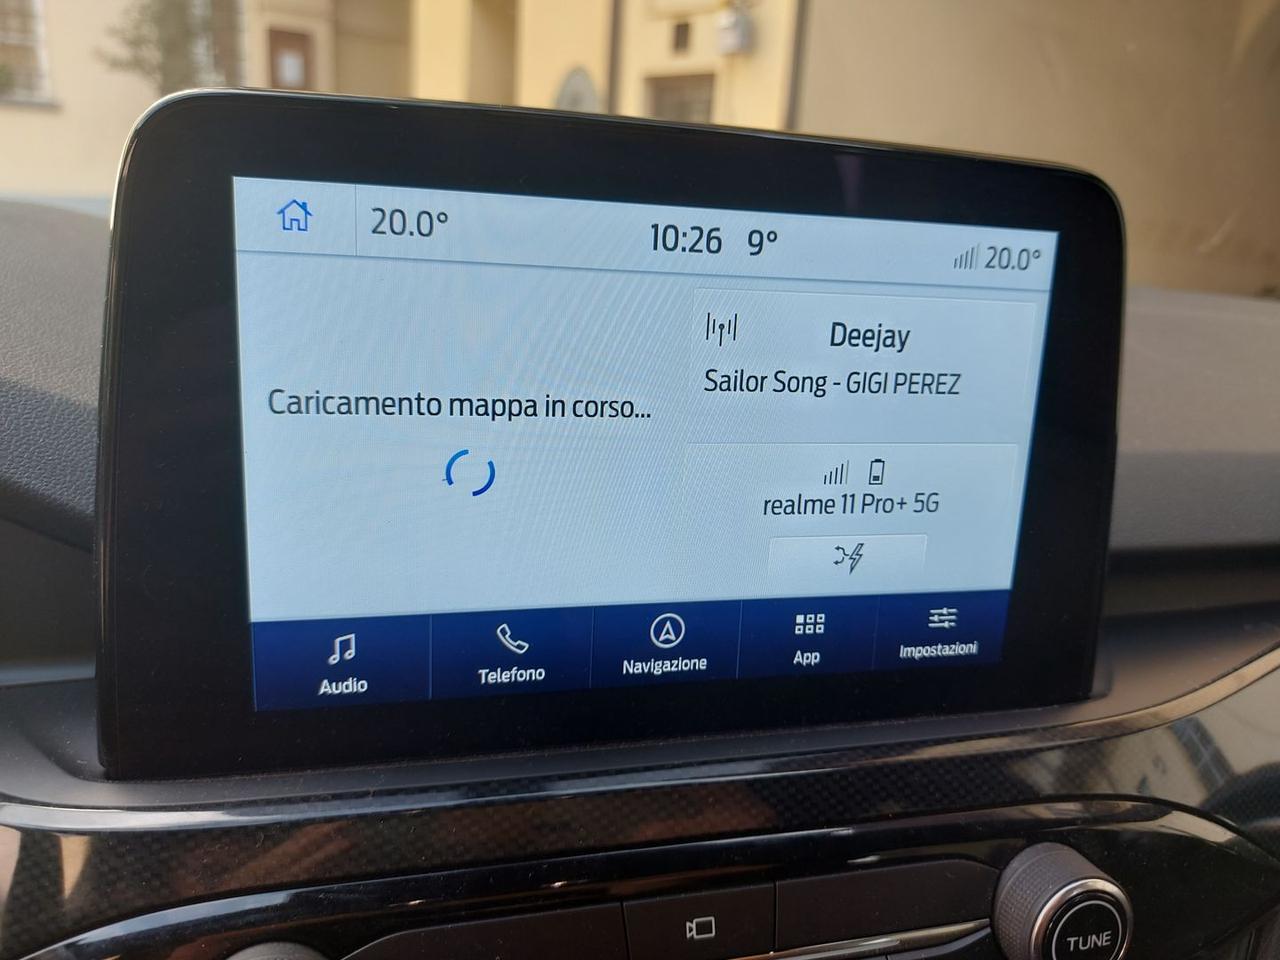 20.0°
10:26 9°
20.0°
Caricamento mappa in corso...
Deejay
Sailor Song - GIGI PEREZ
realme 11 Pro+ 5G
Audio
Telefono
Navigazione
App
Impostazioni
TUNE